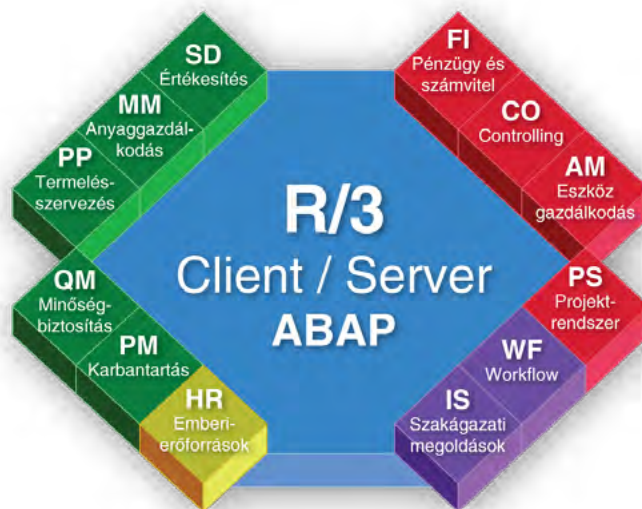 SD
Értékesítés
MM
Anyaggazdál-
kodás
PP
Termelés-
szervezés
QM
Minőség-
biztosítás
PM
Karbantartás
HR
Emberi-
erőforrások
R/3
Client / Server
ABAP
FI
Pénzügy és
számvitel
CO
Controlling
AM
Eszköz
gazdálkodás
PS
Projekt-
rendszer
WF
Workflow
IS
Szakágazati
megoldások